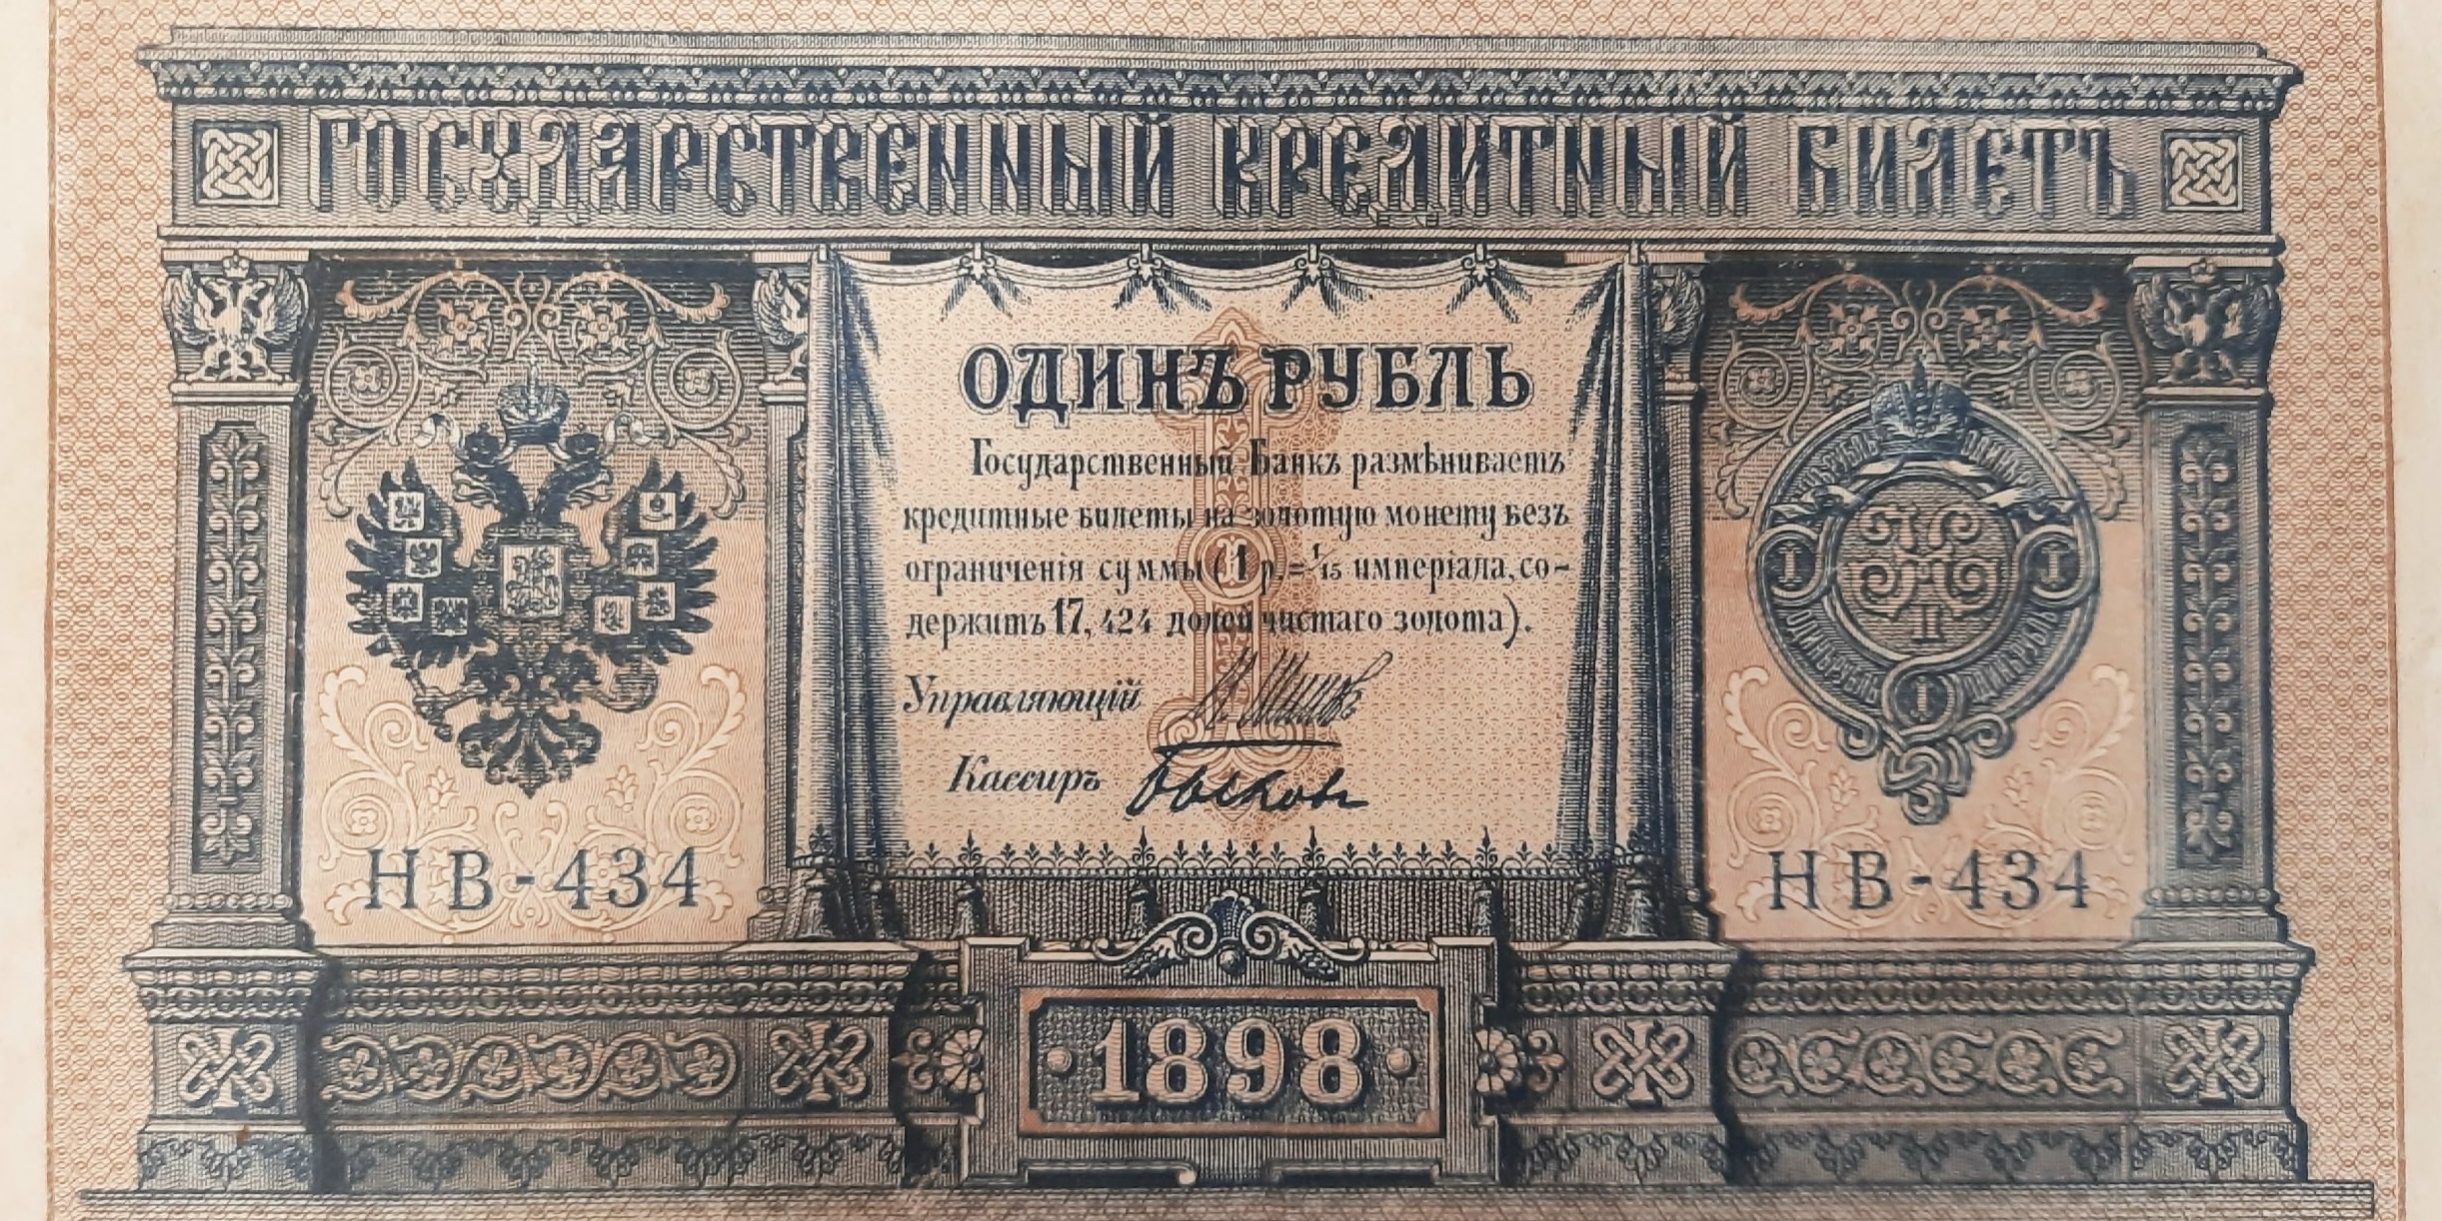 ГОСУДАРСТВЕННЫЙ КРЕДИТНЫЙ БИЛЕТЪ
ОДИНЪ РУБЛЬ
Государственный Банкъ размѣниваетъ
кредитные билеты на золотую монету безъ
ограниченія суммы (1 р.=1/15 имперіала, со-
держитъ 17,424 долей чистаго золота).
Управляющій
Кассиръ
НВ-434
НВ-434
1898